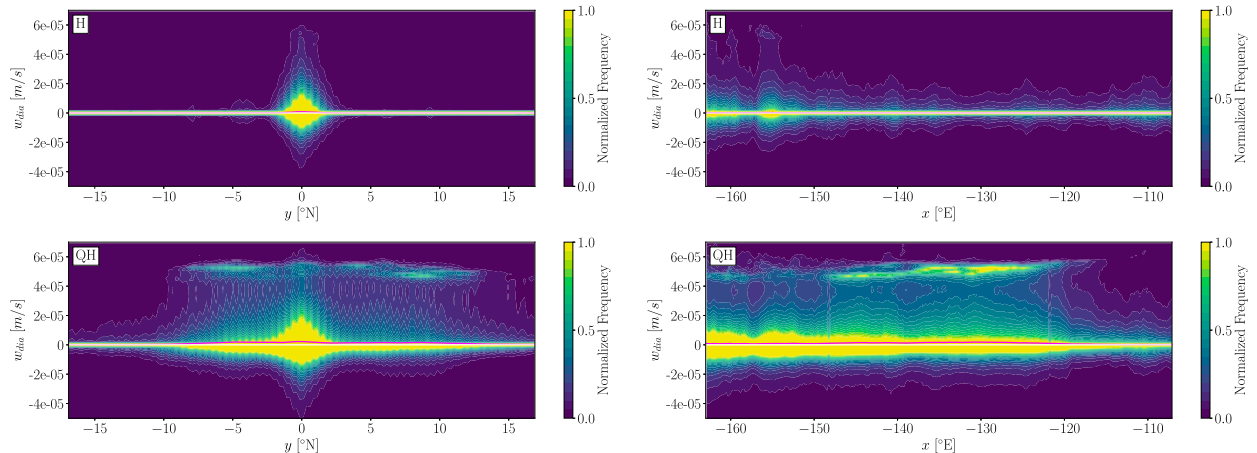 H
6e-05
4e-05
2e-05
0
-2e-05
-4e-05
w_dia [m/s]
−15 −10 −5 0 5 10 15
y [°N]
1.0
0.5
0.0
Normalized Frequency
H
6e-05
4e-05
2e-05
0
-2e-05
-4e-05
w_dia [m/s]
−160 −150 −140 −130 −120 −110
x [°E]
1.0
0.5
0.0
Normalized Frequency
QH
6e-05
4e-05
2e-05
0
-2e-05
-4e-05
w_dia [m/s]
−15 −10 −5 0 5 10 15
y [°N]
1.0
0.5
0.0
Normalized Frequency
QH
6e-05
4e-05
2e-05
0
-2e-05
-4e-05
w_dia [m/s]
−160 −150 −140 −130 −120 −110
x [°E]
1.0
0.5
0.0
Normalized Frequency